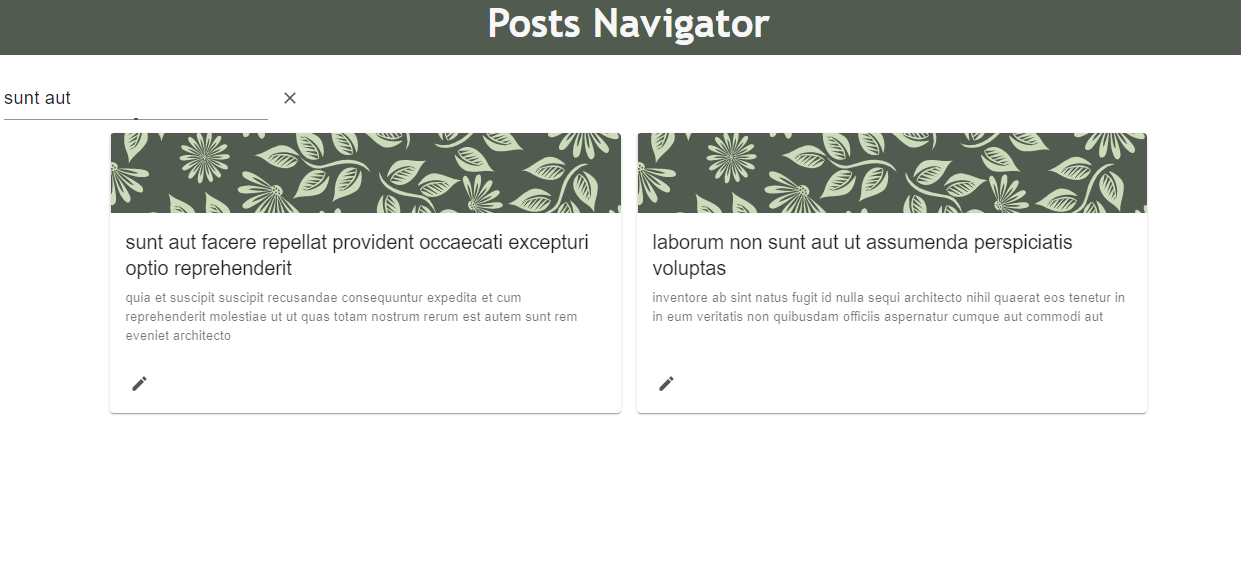 Posts Navigator
sunt aut
sunt aut facere repellat provident occaecati excepturi
optio reprehenderit
quia et suscipit suscipit recusandae consequuntur expedita et cum
reprehenderit molestiae ut ut quas totam nostrum rerum est autem sunt rem
eveniet architecto
laborum non sunt aut ut assumenda perspiciatis
voluptas
inventore ab sint natus fugit id nulla sequi architecto nihil quaerat eos tenetur in
in eum veritatis non quibusdam officiis aspernatur cumque aut commodi aut